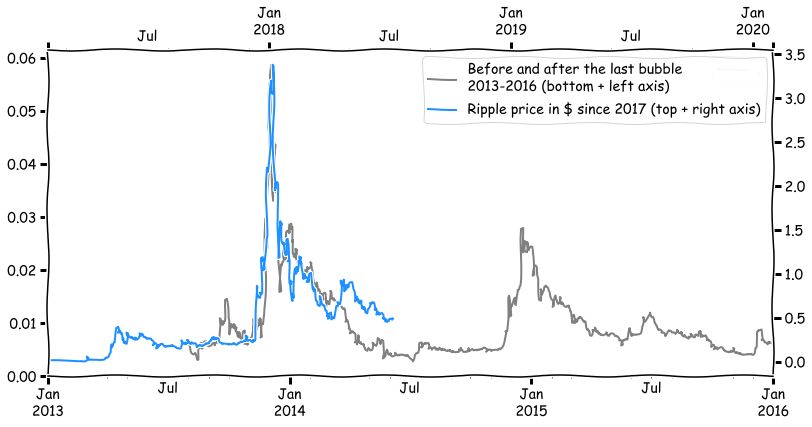 Jan Jan Jan
Jul 2018 Jul 2019 Jul 2020
0.06 3.5
Before and after the last bubble
2013-2016 (bottom + left axis)
3.0
Ripple price in $ since 2017 (top + right axis)
0.05
2.5
0.04
2.0
0.03
1.5
0.02
1.0
0.01
0.5
0.00
0.0
Jan Jul Jan Jul Jan Jul Jan
2013 2014 2015 2016